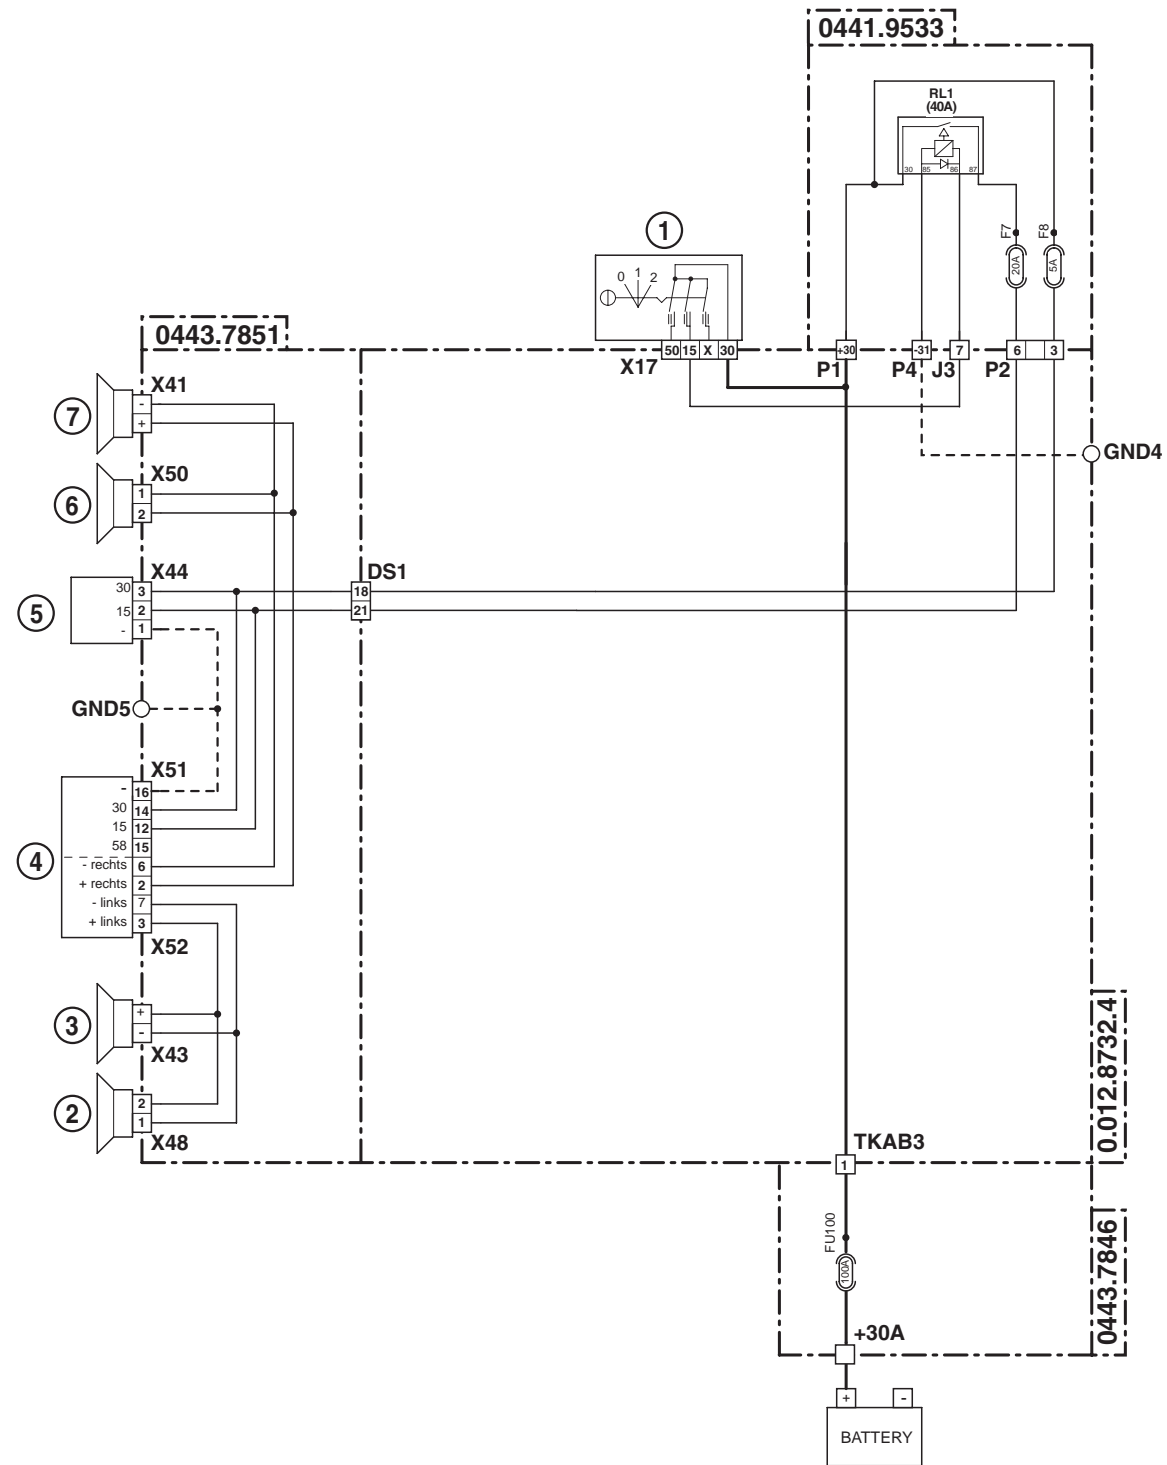 0441.9533
RL1
(40A)
30 85 86 87
F7
F8
20A
5A
1
0 1 2
0443.7851
50 15 X 30
X17
+30
P1
-31
P4
7
J3
6 3
P2
GND4
X41
-
+
7
X50
1
2
6
X44
30 3
15 2
- 1
5
DS1
18
21
GND5
X51
- 16
30 14
15 12
58 15
- rechts 6
+ rechts 2
- links 7
+ links 3
4
X52
+
-
3
X43
2
1
2
X48
0.012.8732.4
TKAB3
1
FU100
100A
0443.7846
+30A
+ -
BATTERY